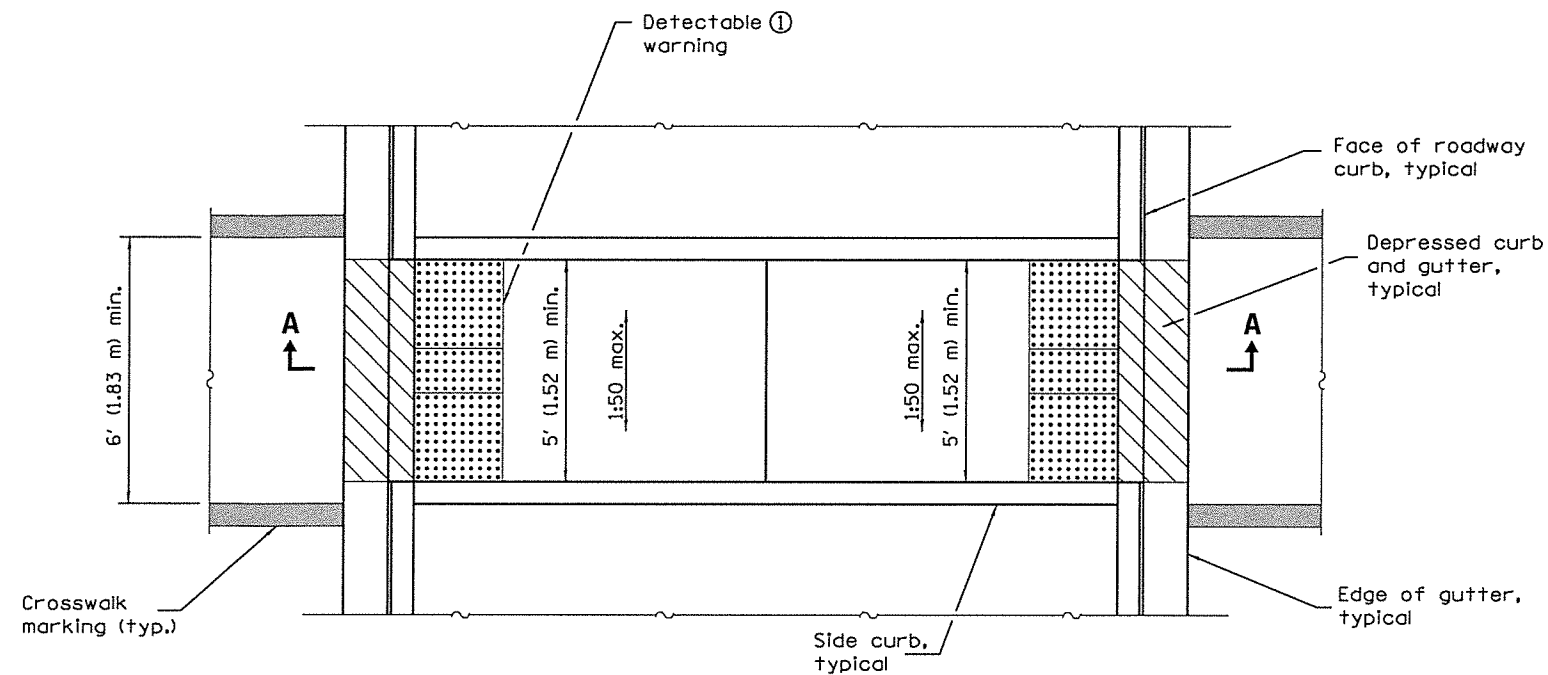 Detectable ①
warning
Face of roadway
curb, typical
Depressed curb
and gutter,
typical
6' (1.83 m) min.
A
5' (1.52 m) min.
1:50 max.
1:50 max.
5' (1.52 m) min.
A
Crosswalk
marking (typ.)
Edge of gutter,
typical
Side curb,
typical